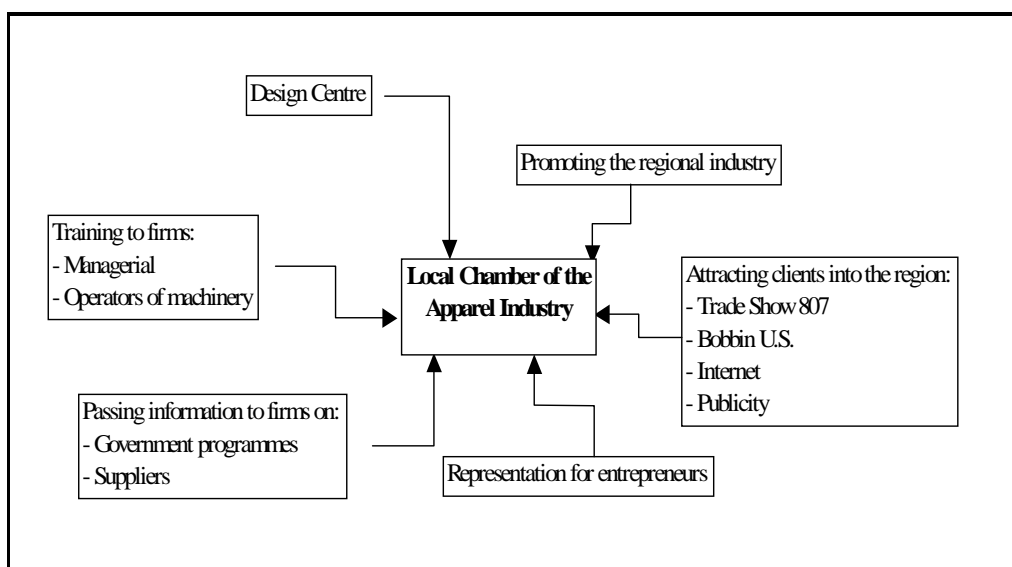 Design Centre
Promoting the regional industry
Training to firms:
- Managerial
- Operators of machinery
Local Chamber of the
Apparel Industry
Attracting clients into the region:
- Trade Show 807
- Bobbin U.S.
- Internet
- Publicity
Passing information to firms on:
- Government programmes
- Suppliers
Representation for entrepreneurs